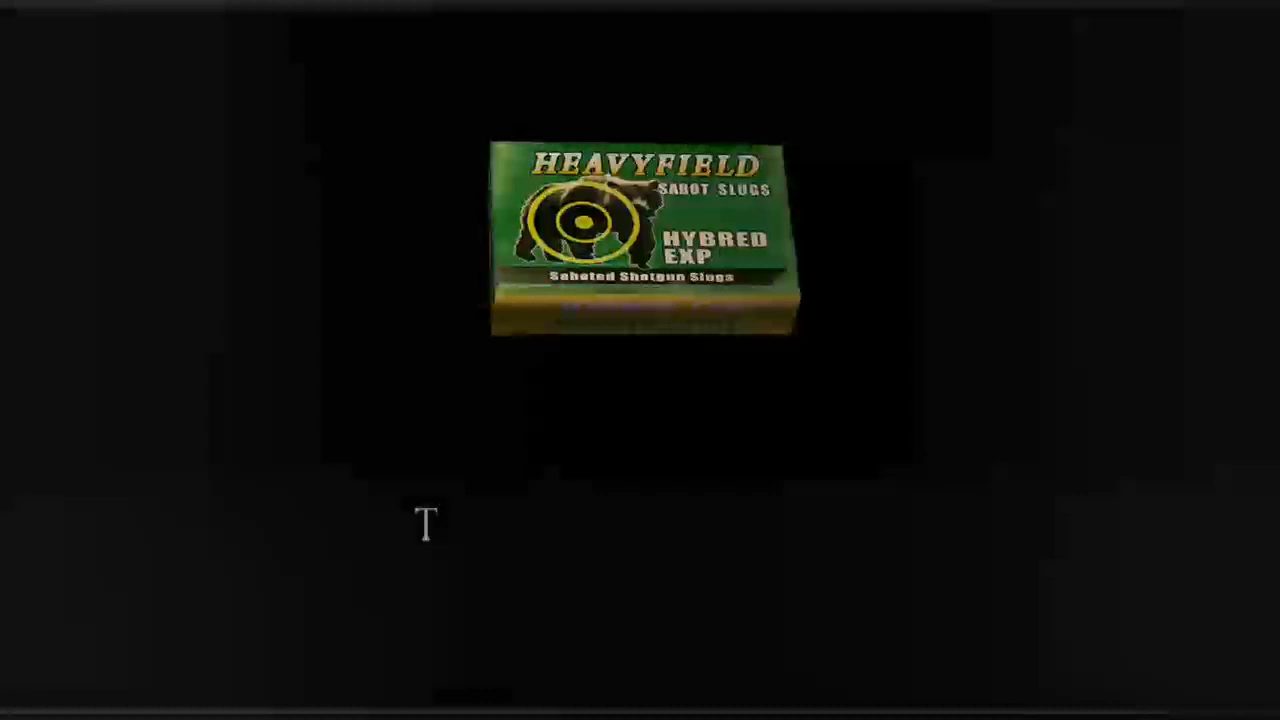 HEAVYFIELD
SABOT SLUGS
HYBRED
EXP
Saboted Shotgun Slugs
T